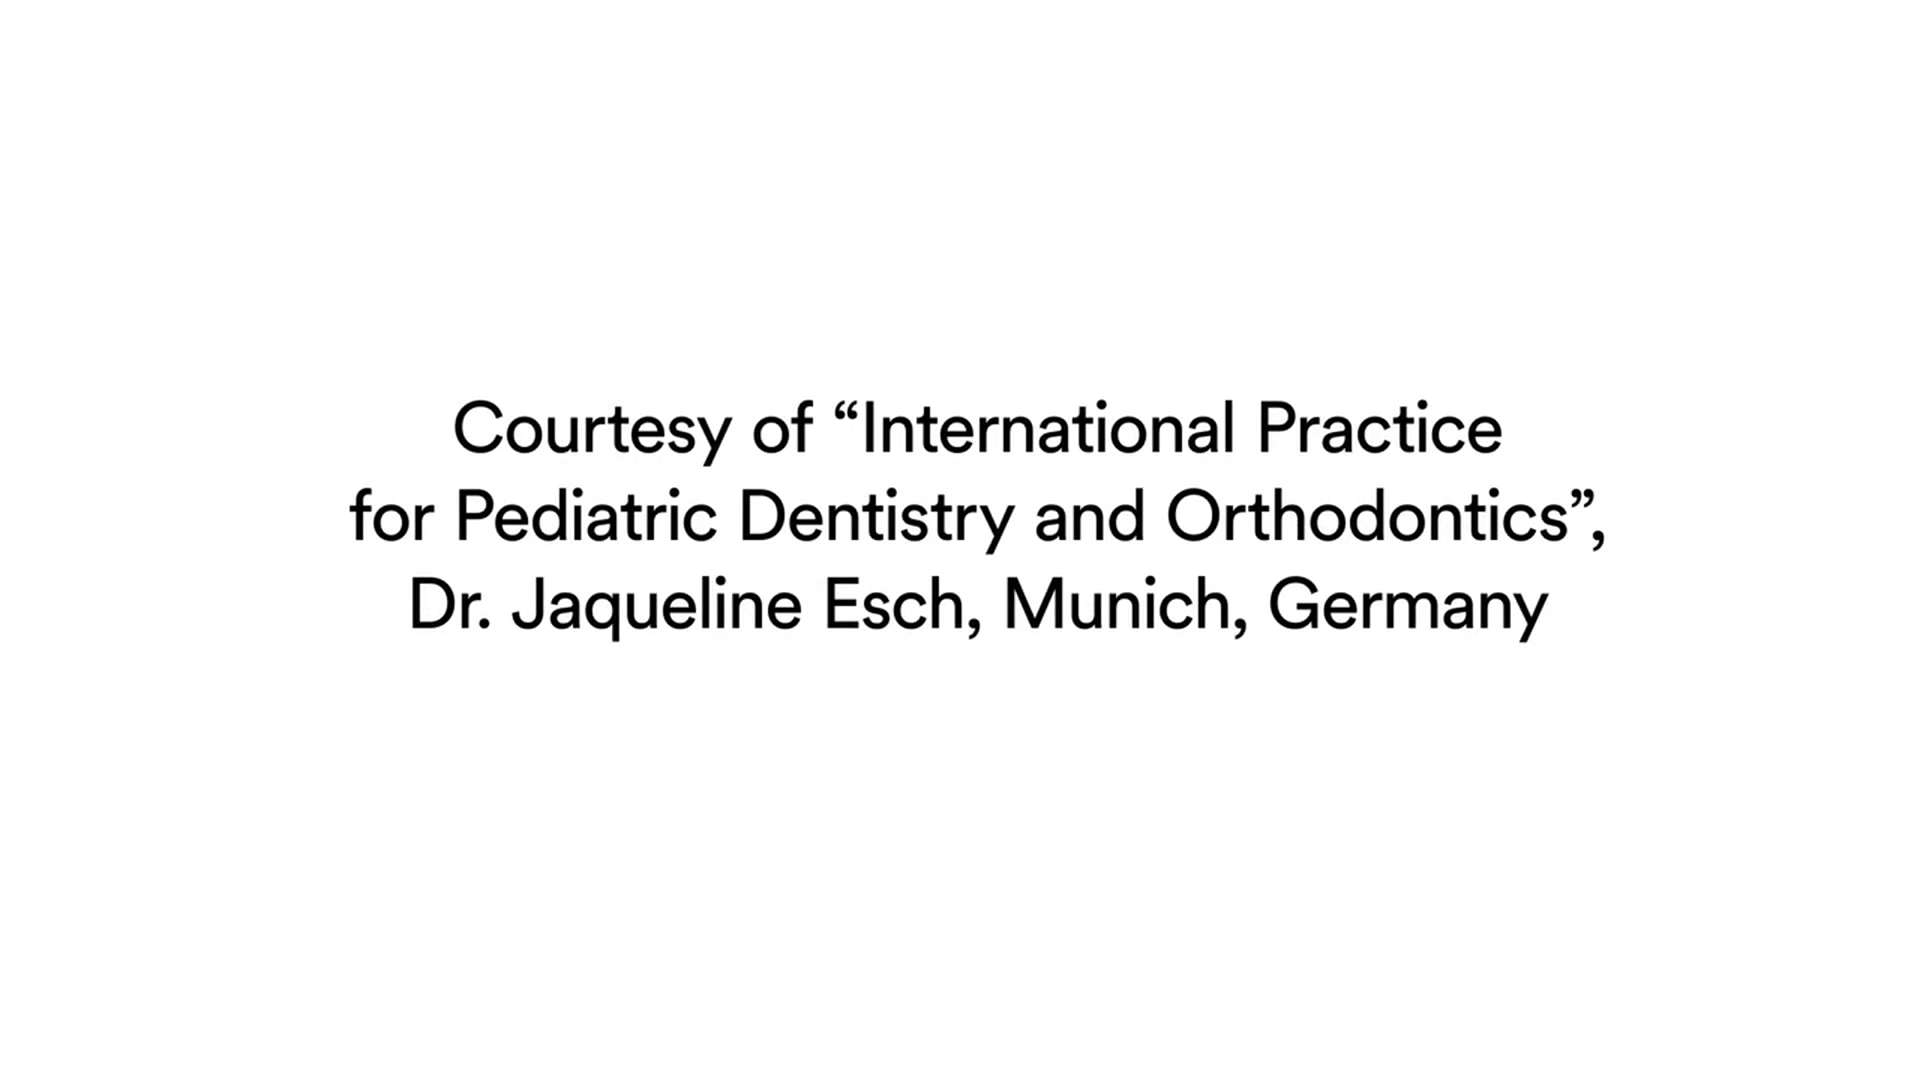 Courtesy of “International Practice
for Pediatric Dentistry and Orthodontics”,
Dr. Jaqueline Esch, Munich, Germany